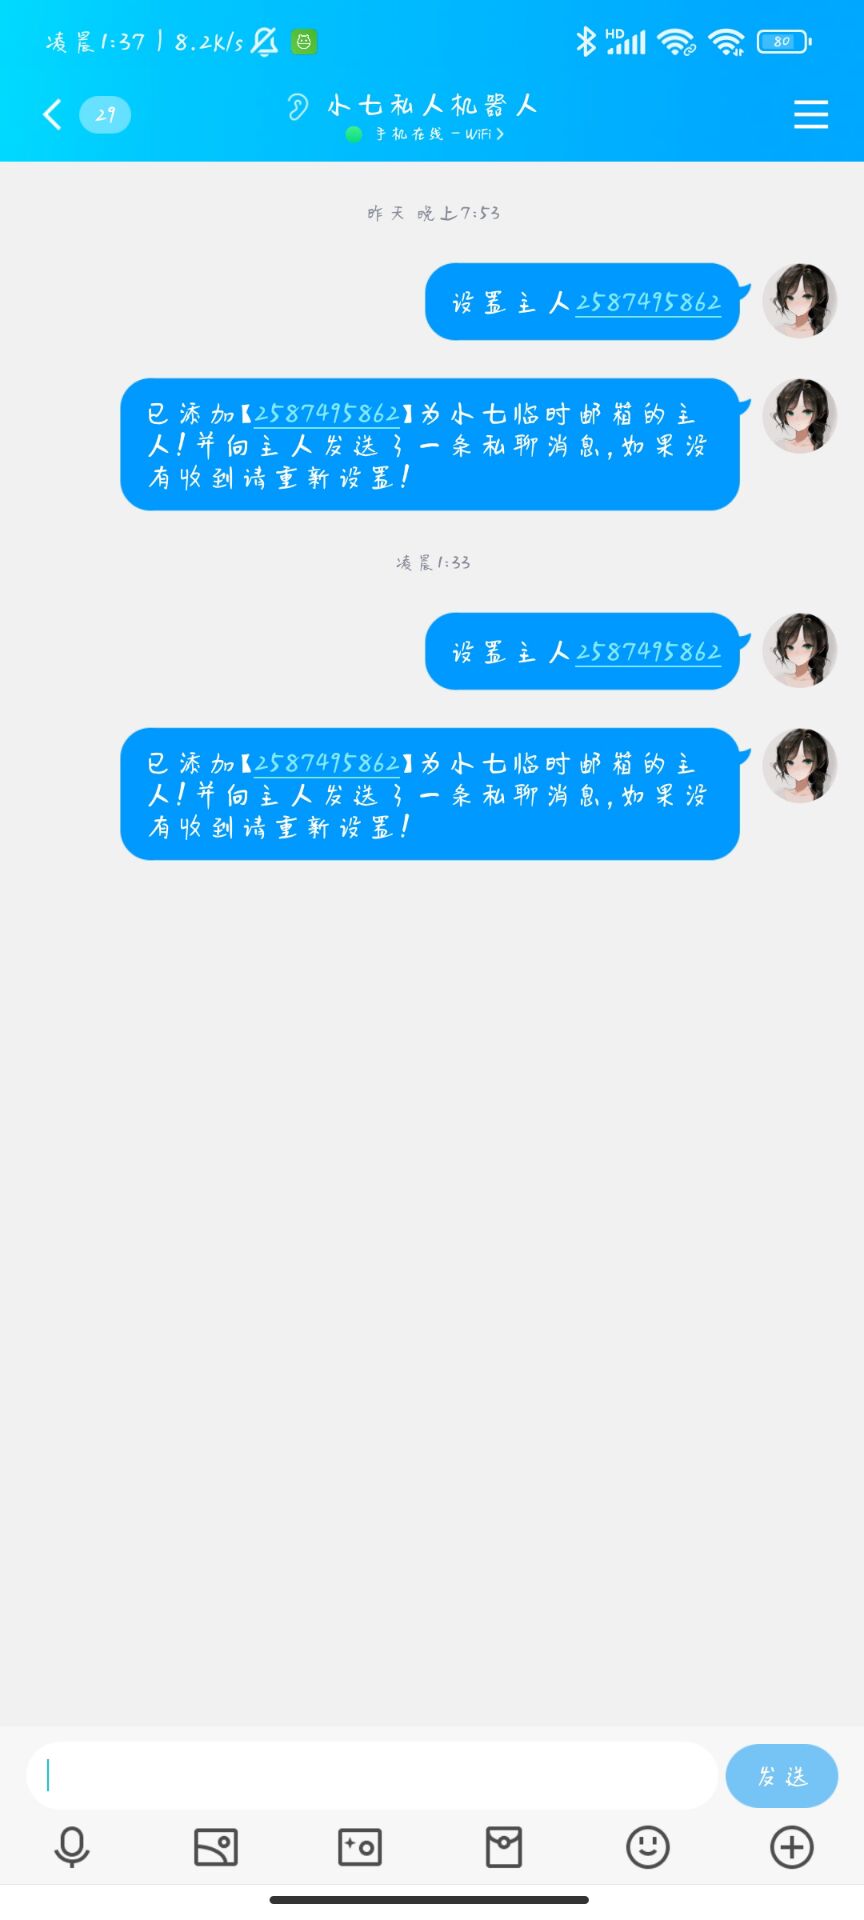 凌晨1:37 | 8.2K/s
HD
80
29
小七私人机器人
手机在线 - WiFi
昨天 晚上7:53
设置主人2587495862
已添加【2587495862】为小七临时邮箱的主
人!并向主人发送了一条私聊消息,如果没
有收到请重新设置!
凌晨1:33
设置主人2587495862
已添加【2587495862】为小七临时邮箱的主
人!并向主人发送了一条私聊消息,如果没
有收到请重新设置!
发送